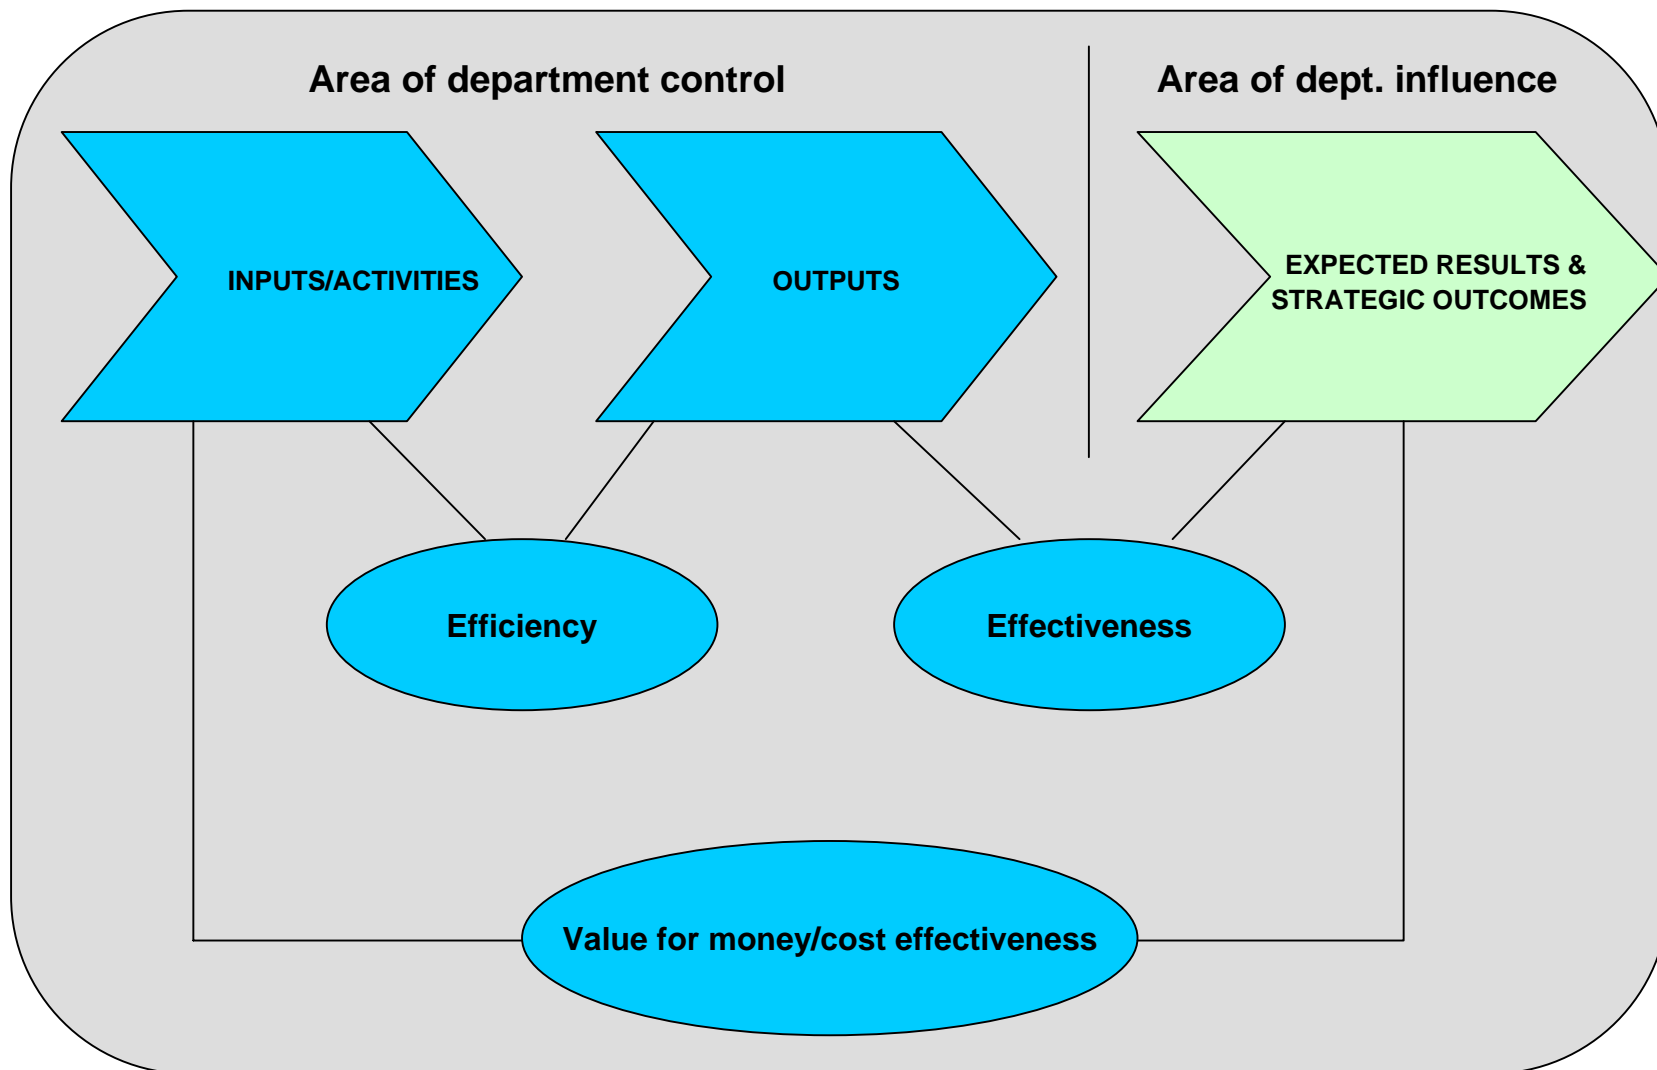 Area of department control
Area of dept. influence
INPUTS/ACTIVITIES
OUTPUTS
EXPECTED RESULTS &
STRATEGIC OUTCOMES
Efficiency
Effectiveness
Value for money/cost effectiveness